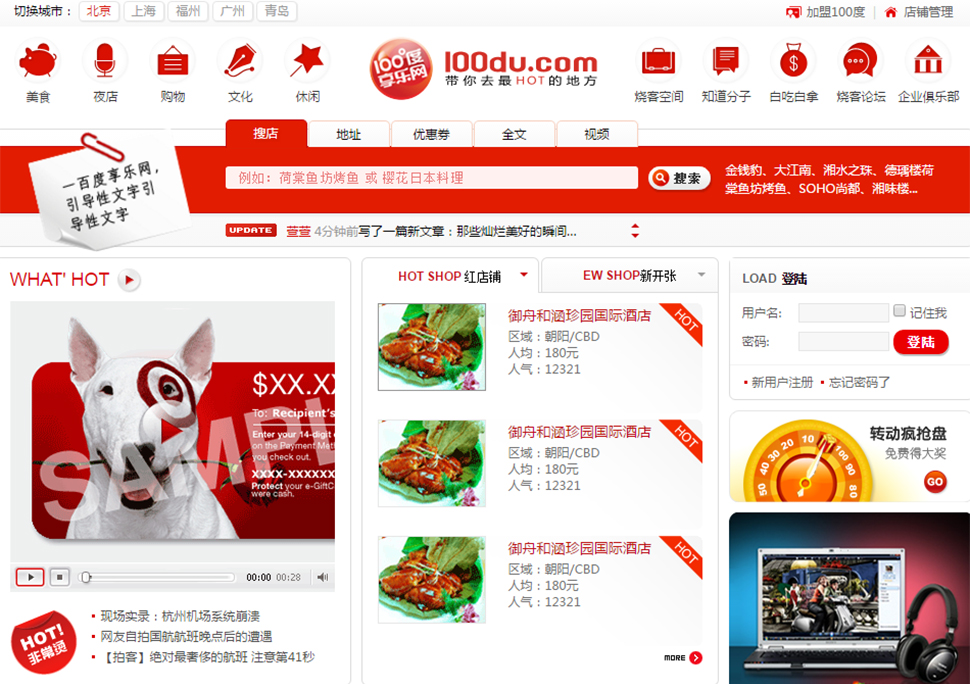 切换城市： 北京 上海 福州 广州 青岛
加盟100度 店铺管理
美食 夜店 购物 文化 休闲
100度
享乐网
100du.com
带你去最HOT的地方
烧客空间 知道分子 白吃白拿 烧客论坛 企业俱乐部
搜店 地址 优惠券 全文 视频
一百度享乐网，
引导性文字引
导性文字
例如：荷棠鱼坊烤鱼 或 樱花日本料理
搜索
金钱豹、大江南、湘水之珠、德瑀楼荷
棠鱼坊烤鱼、SOHO尚都、湘味楼...
UPDATE 萱萱 4分钟前写了一篇新文章：那些灿烂美好的瞬间...
WHAT' HOT
$XX.XX
To: Recipient's
Enter your 14-digit
on the Payment Met
you check out.
XXXX-XXXXXX
Protect your e-GiftC
were cash.
SAMPL
00:00 00:28
HOT!
非常烫
现场实录：杭州机场系统崩溃
网友自拍国航航班晚点后的遭遇
【拍客】绝对最奢侈的航班 注意第41秒
HOT SHOP 红店铺
EW SHOP新开张
御舟和涵珍园国际酒店
HOT
区域：朝阳/CBD
人均：180元
人气：12321
御舟和涵珍园国际酒店
HOT
区域：朝阳/CBD
人均：180元
人气：12321
御舟和涵珍园国际酒店
HOT
区域：朝阳/CBD
人均：180元
人气：12321
MORE
LOAD 登陆
用户名: 记住我
密码: 登陆
新用户注册 忘记密码了
转动疯抢盘
免费得大奖
GO
50 40 30 20 10 100 90 80